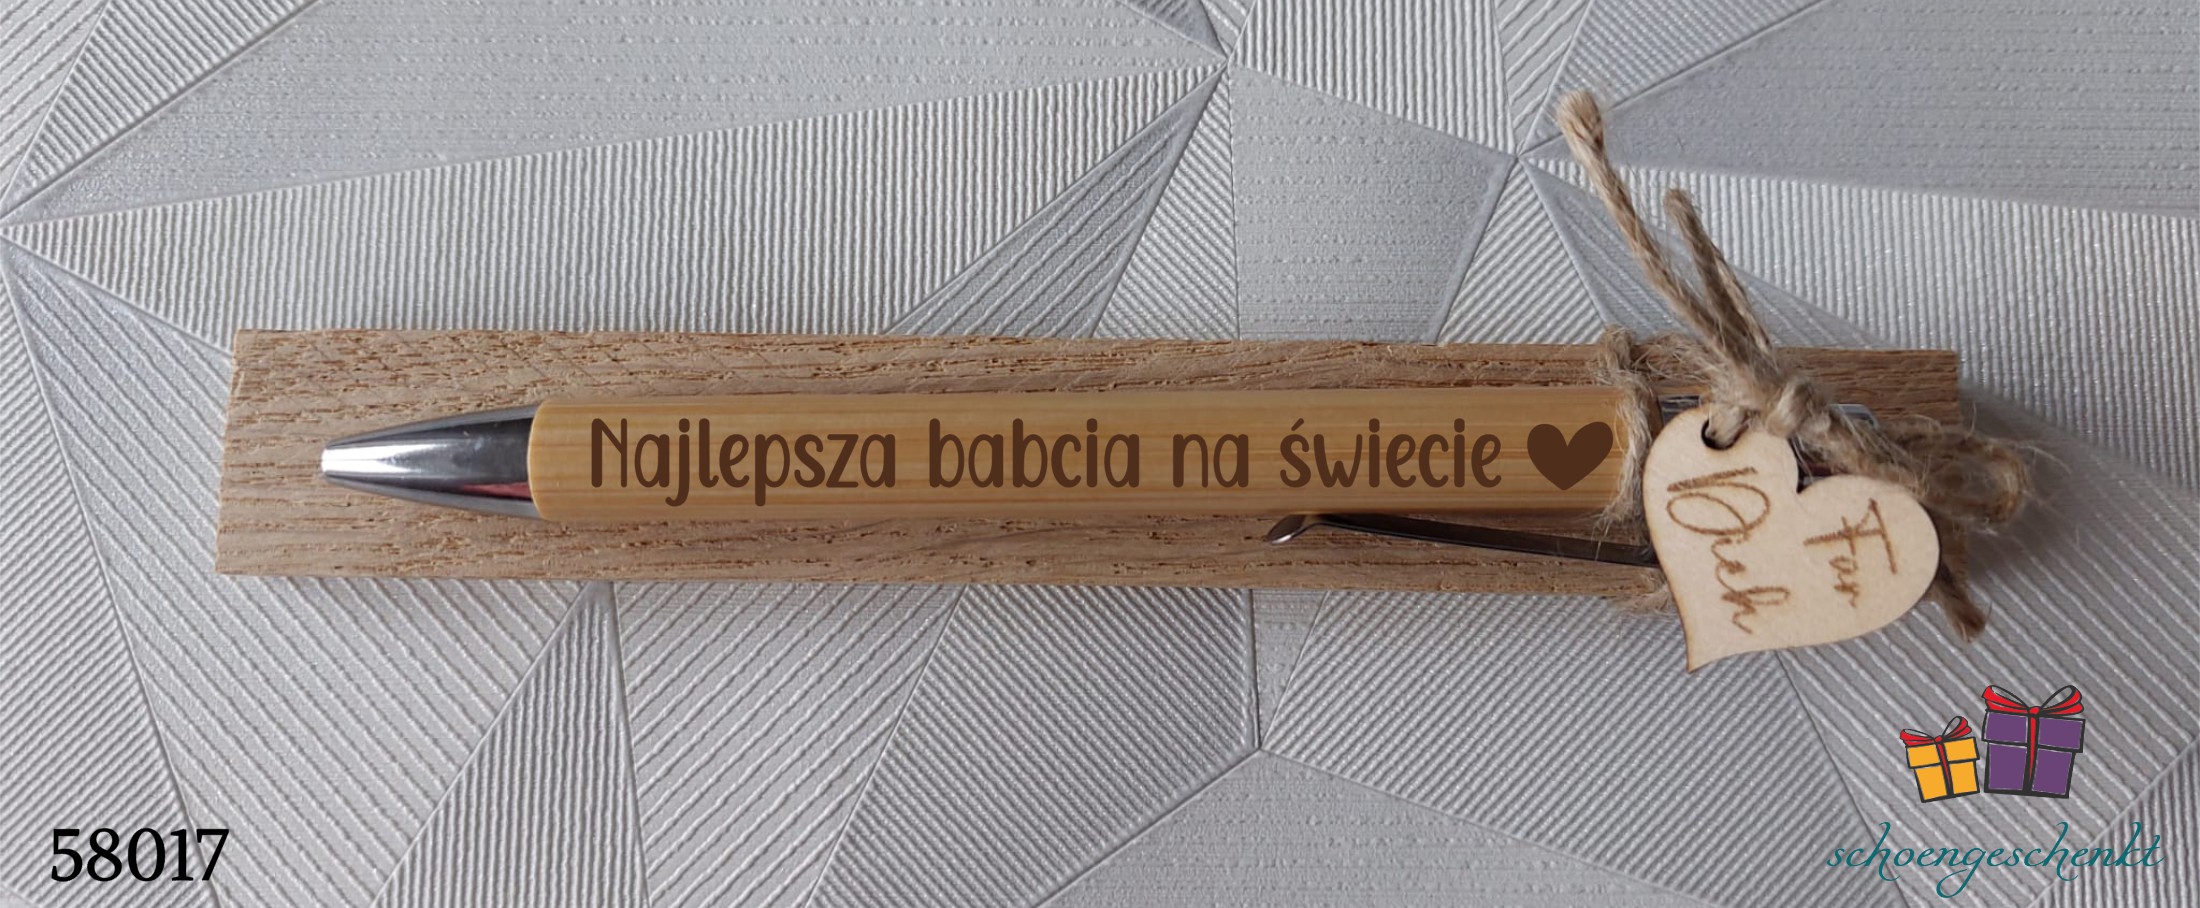 Najlepsza babcia na świecie ♥
Für
Dich
58017
schoengeschenkt